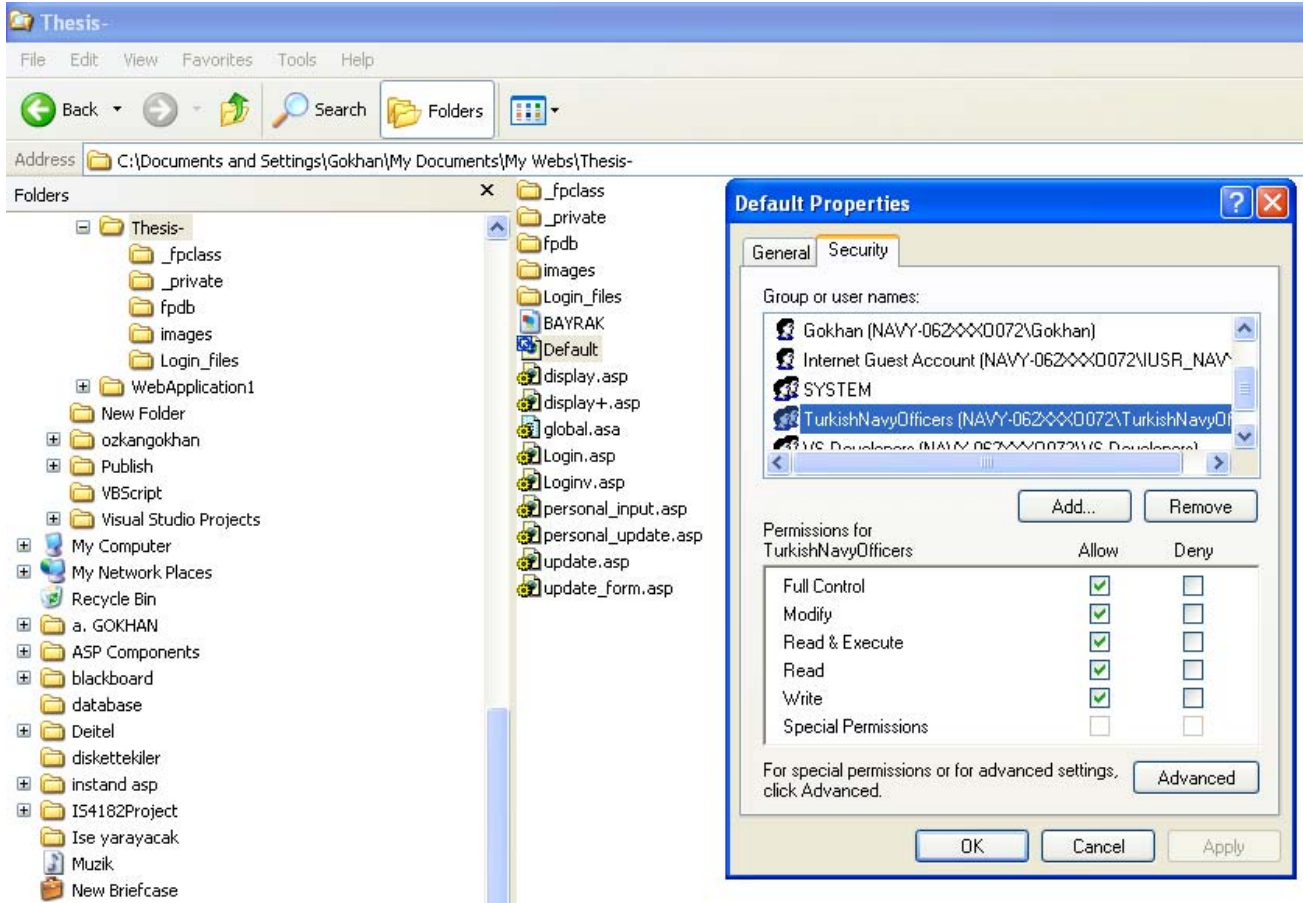 Thesis-
File Edit View Favorites Tools Help
Back Search Folders
Address C:\Documents and Settings\Gokhan\My Documents\My Webs\Thesis-
Folders
Thesis-
_fpclass
_private
fpdb
images
Login_files
WebApplication1
New Folder
ozkangokhan
Publish
VBScript
Visual Studio Projects
My Computer
My Network Places
Recycle Bin
a. GOKHAN
ASP Components
blackboard
database
Deitel
diskettekiler
instand asp
IS4182Project
Ise yarayacak
Muzik
New Briefcase
_fpclass
_private
fpdb
images
Login_files
BAYRAK
Default
display.asp
display+.asp
global.asa
Login.asp
Loginv.asp
personal_input.asp
personal_update.asp
update.asp
update_form.asp
Default Properties
General Security
Group or user names:
Gokhan (NAVY-062XXX0072\Gokhan)
Internet Guest Account (NAVY-062XXX0072\IUSR_NAV
SYSTEM
TurkishNavyOfficers (NAVY-062XXX0072\TurkishNavyOf
VS Developers (NAVY-062XXX0072\VS Developers)
Add... Remove
Permissions for
TurkishNavyOfficers Allow Deny
Full Control
Modify
Read & Execute
Read
Write
Special Permissions
For special permissions or for advanced settings,
click Advanced.
Advanced
OK Cancel Apply